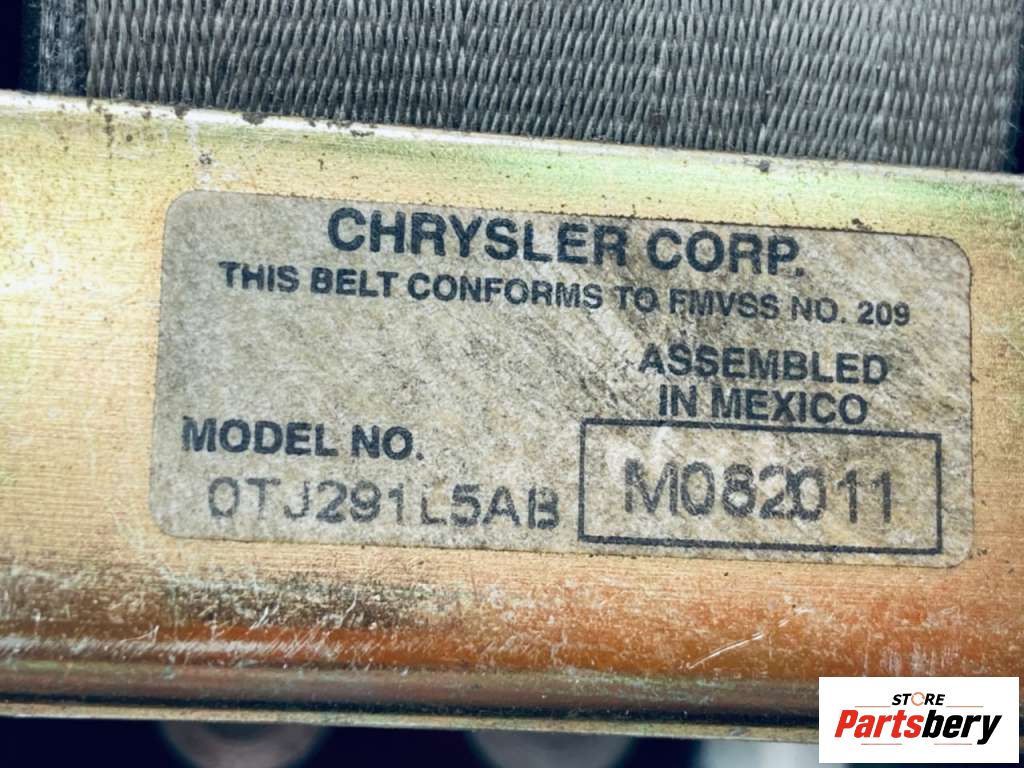 CHRYSLER CORP.
THIS BELT CONFORMS TO FMVSS NO. 209
ASSEMBLED
IN MEXICO
MODEL NO.
0TJ291L5AB
M082011
STORE
Partsbery